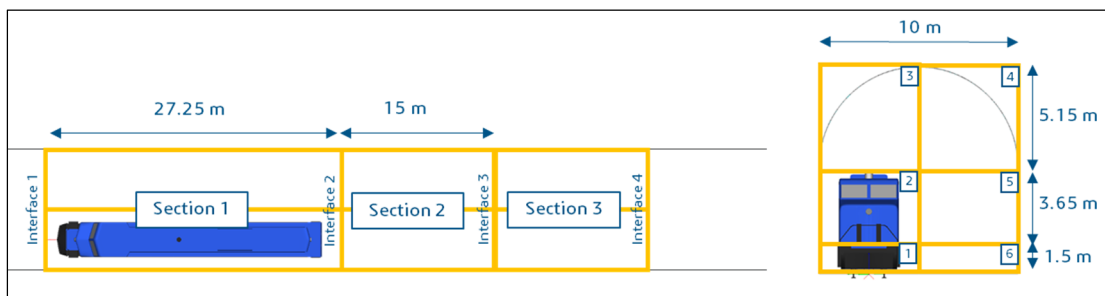 27.25 m
15 m
Interface 1
Section 1
Interface 2
Section 2
Interface 3
Section 3
Interface 4
10 m
3
4
5.15 m
2
5
3.65 m
1
6
1.5 m